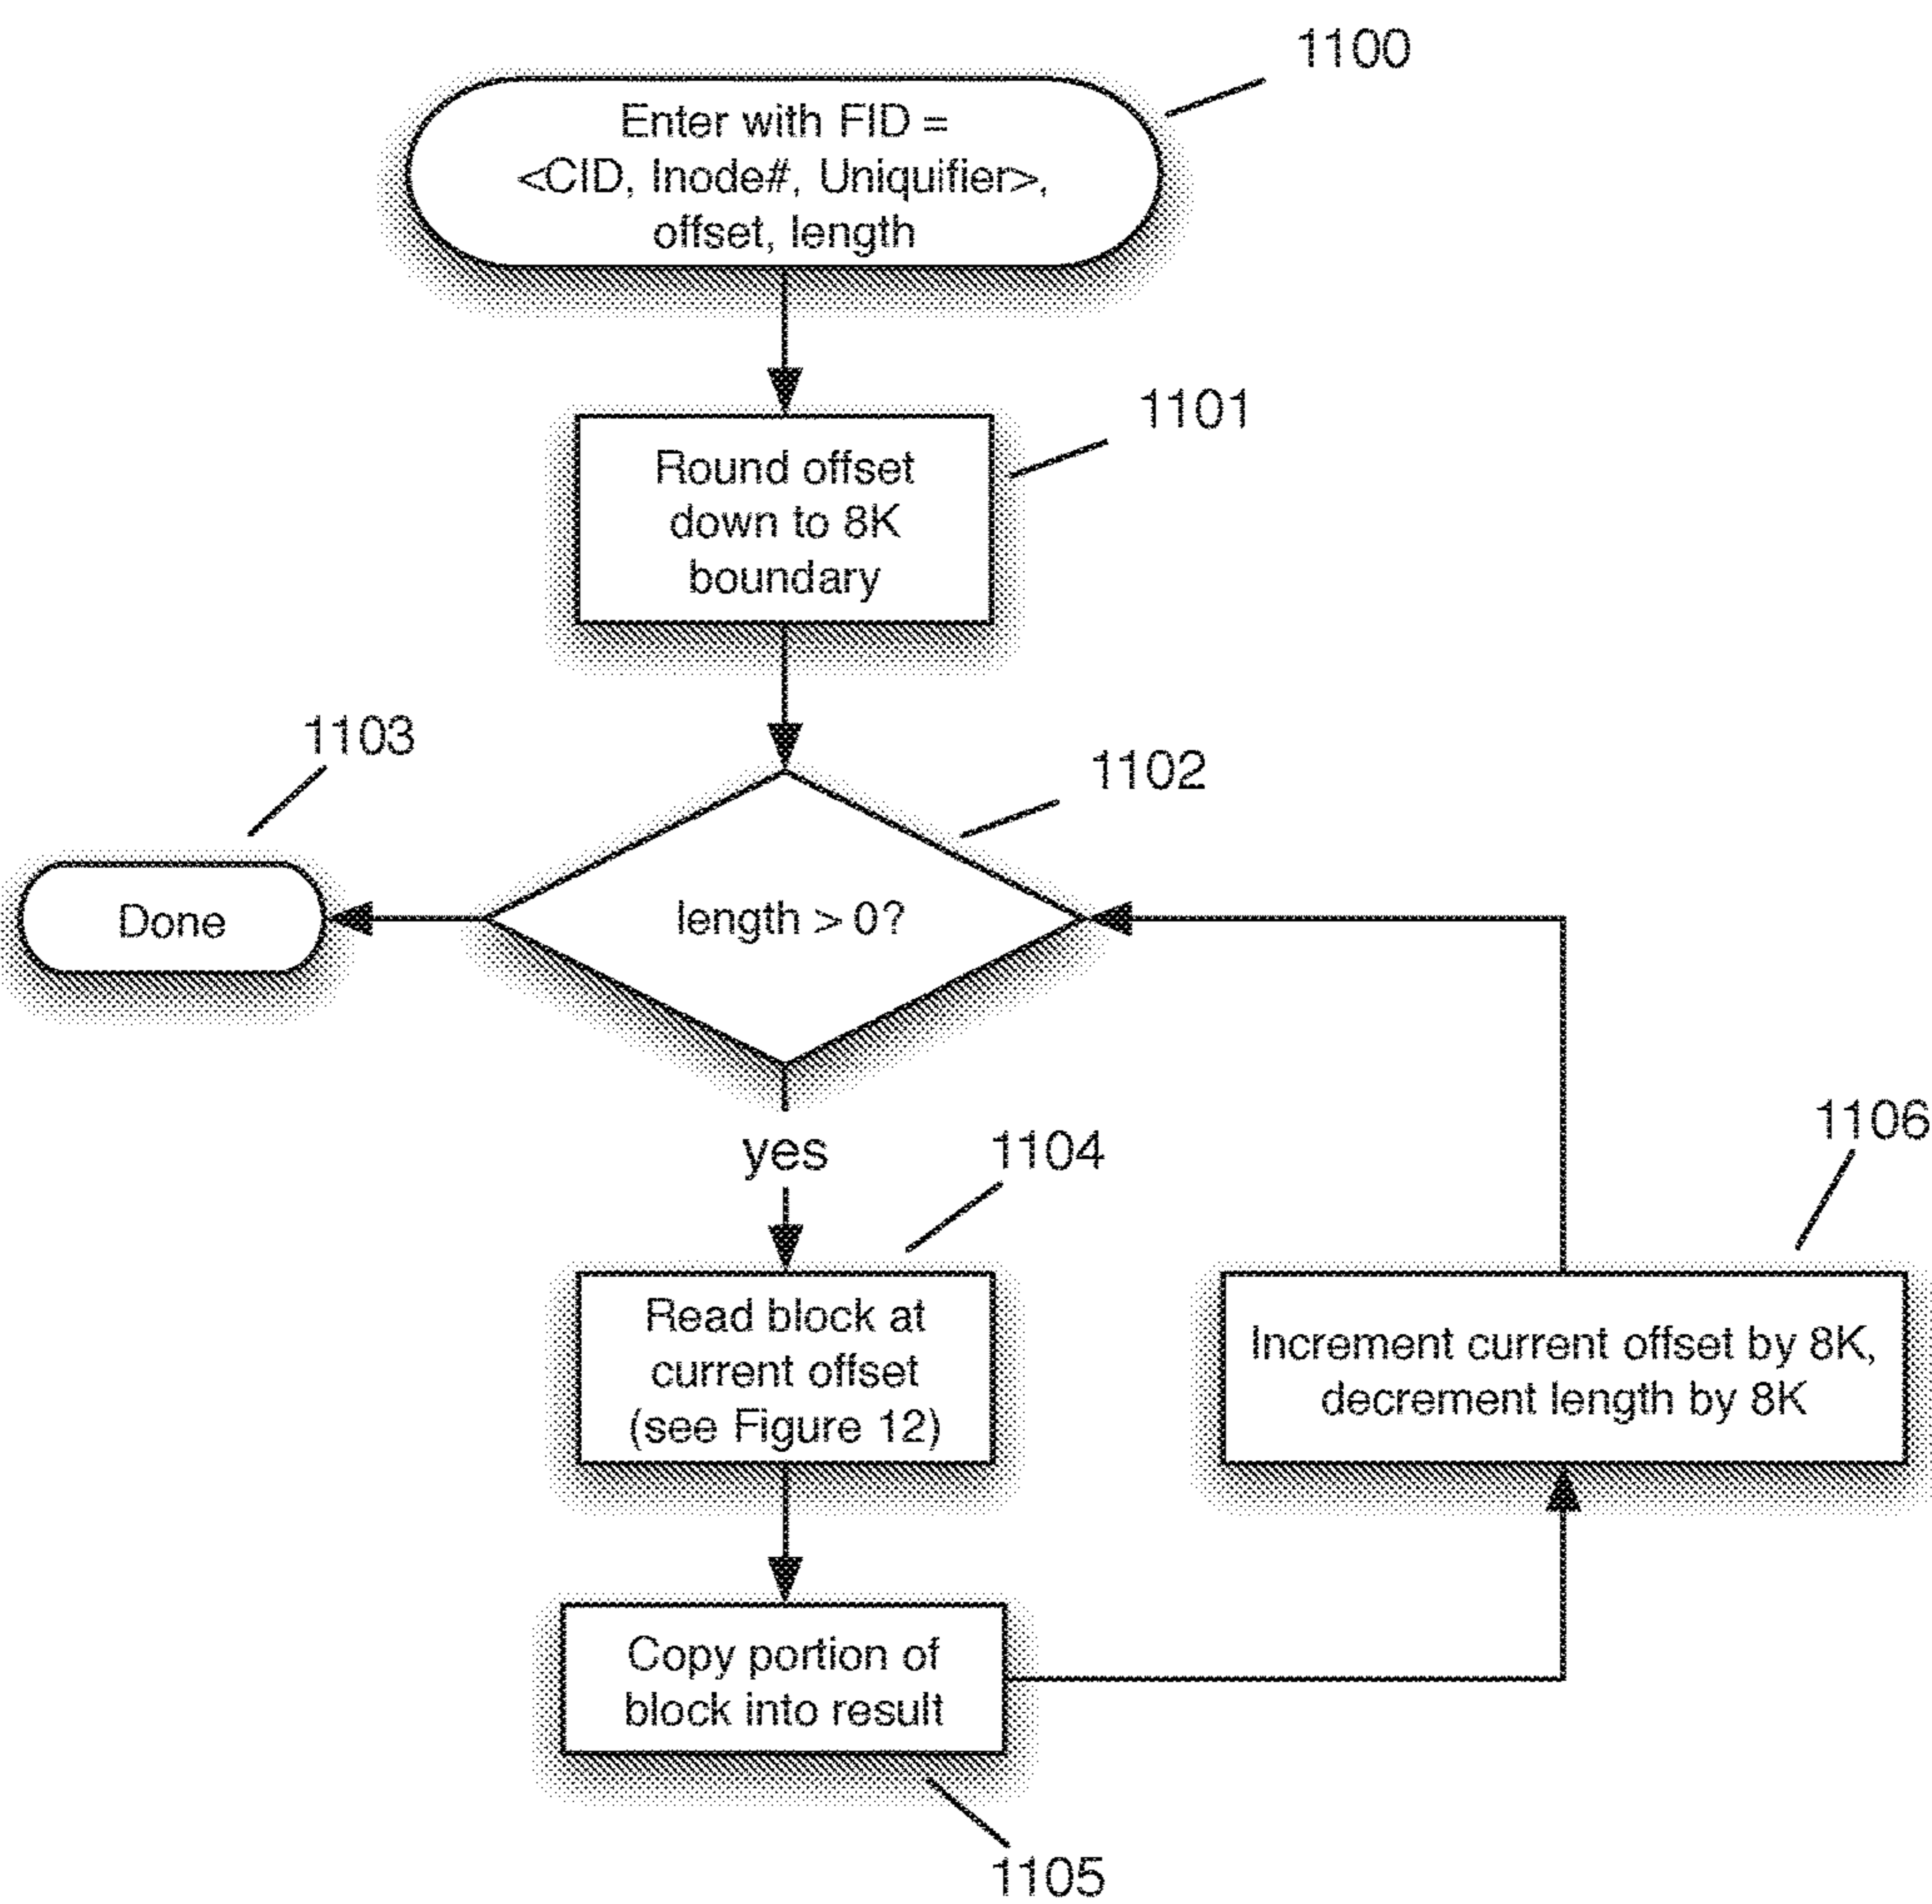 1100
Enter with FID =
<CID, Inode#, Uniquifier>,
offset, length
1101
Round offset
down to 8K
boundary
1103
1102
Done
length > 0?
yes
1104
1106
Read block at
current offset
(see Figure 12)
Increment current offset by 8K,
decrement length by 8K
Copy portion of
block into result
1105